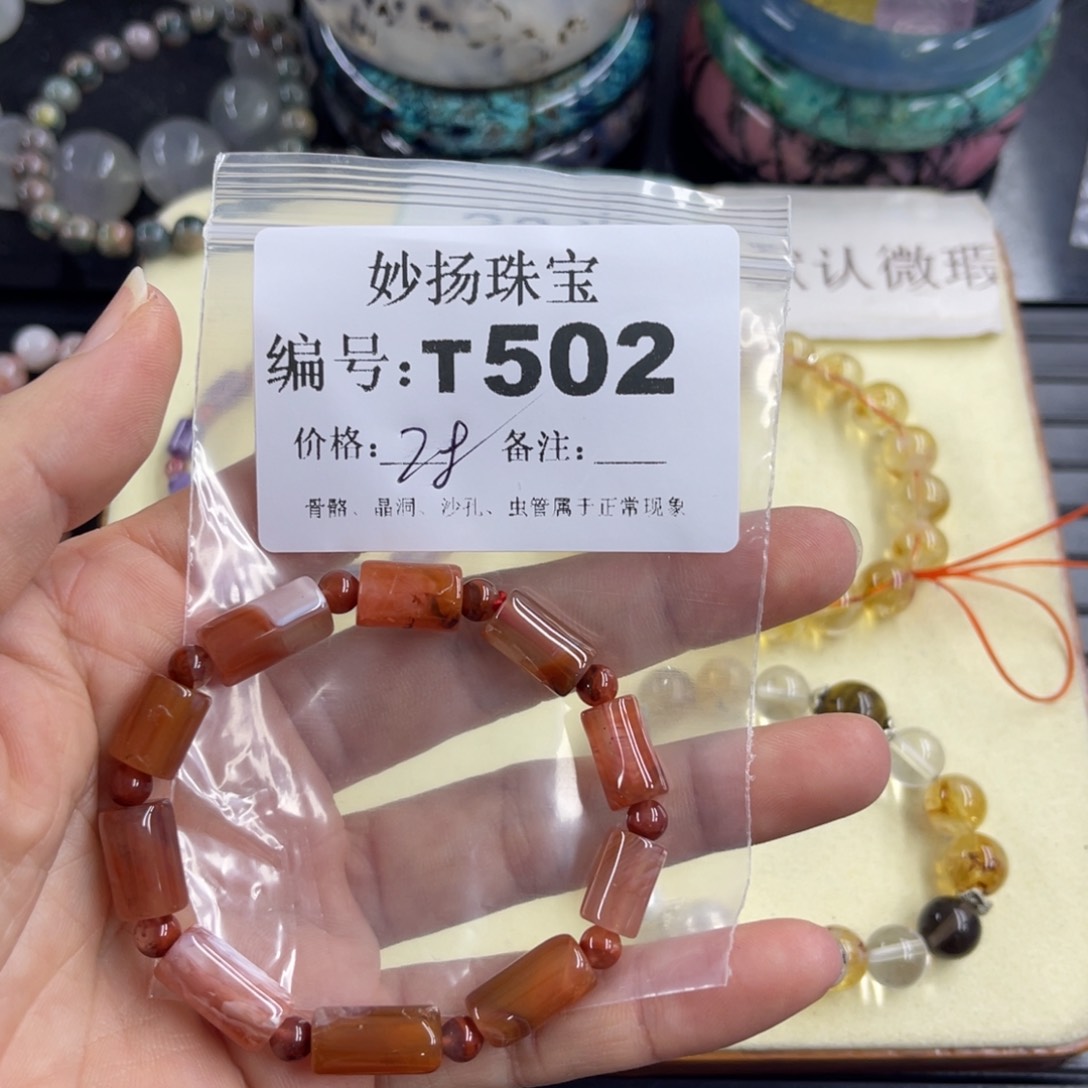 妙扬珠宝
编号:T502
价格:28 备注:
骨骼、晶洞、沙孔、虫管属于正常现象
认微瑕